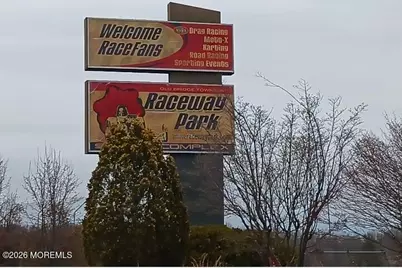 Welcome
RaceFans
Drag Racing
Moto-X
Karting
Road Racing
Sporting Events
OLD BRIDGE TOWNSHIP
Raceway
Park
COMPLEX
©2026 MOREMLS